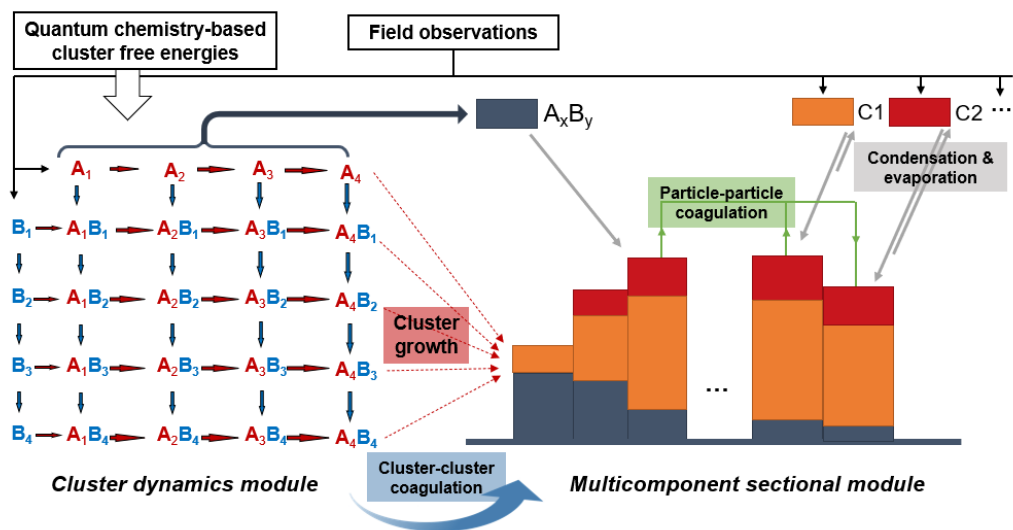 Quantum chemistry-based
cluster free energies
Field observations
AₓBᵧ
C1
C2
...
Condensation &
evaporation
Particle-particle
coagulation
A₁ A₂ A₃ A₄
B₁ A₁B₁ A₂B₁ A₃B₁ A₄B₁
B₂ A₁B₂ A₂B₂ A₃B₂ A₄B₂
B₃ A₁B₃ A₂B₃ A₃B₃ A₄B₃
B₄ A₁B₄ A₂B₄ A₃B₄ A₄B₄
Cluster
growth
...
Cluster-cluster
coagulation
Cluster dynamics module
Multicomponent sectional module